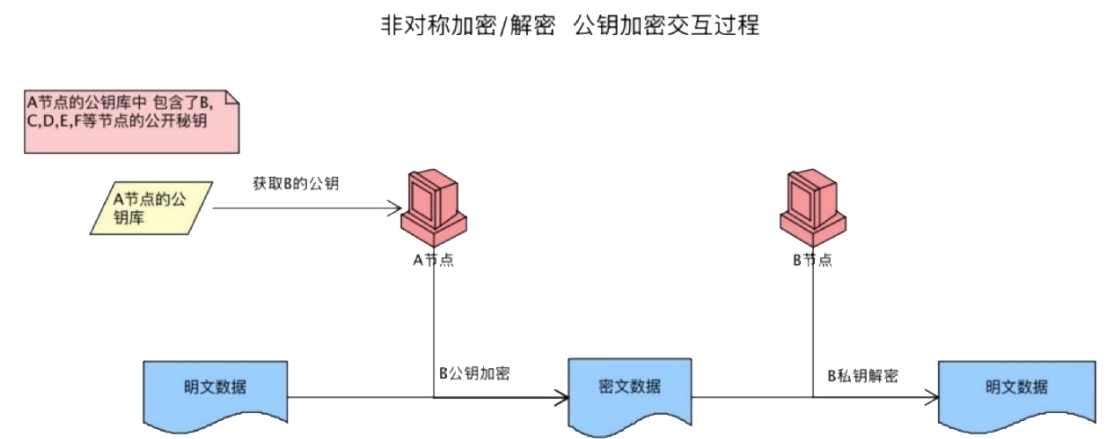 非对称加密/解密 公钥加密交互过程
A节点的公钥库中 包含了B,
C,D,E,F等节点的公开秘钥
A节点的公
钥库
获取B的公钥
A节点
B节点
明文数据
B公钥加密
密文数据
B私钥解密
明文数据